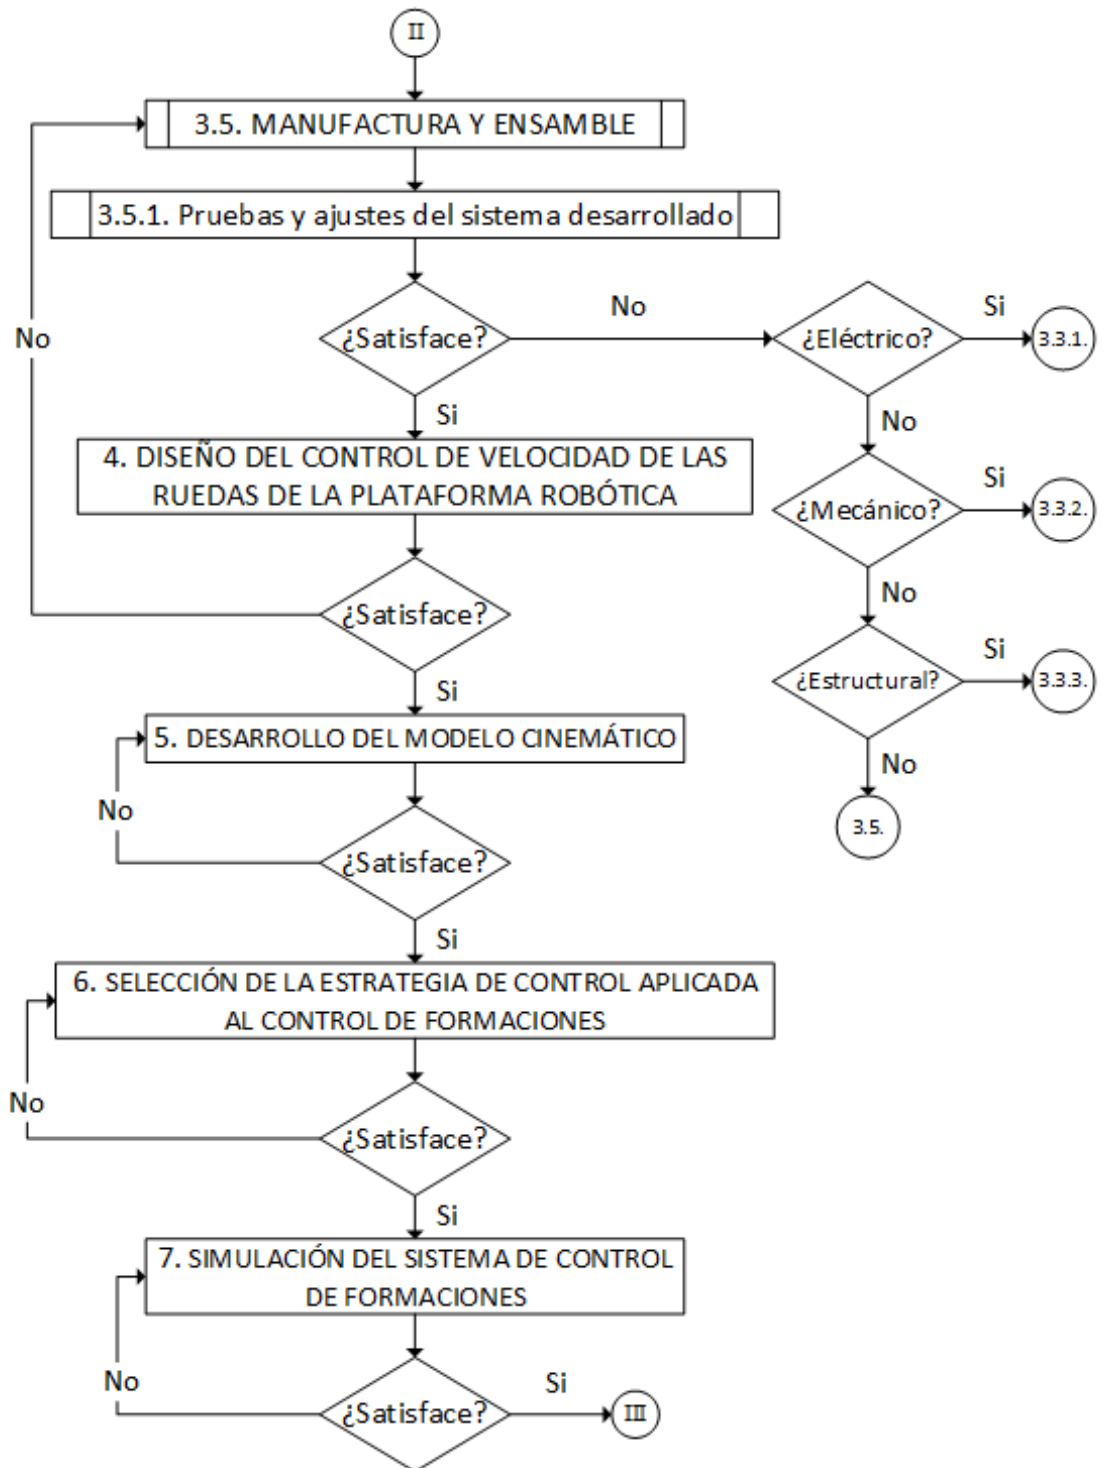 II
3.5. MANUFACTURA Y ENSAMBLE
3.5.1. Pruebas y ajustes del sistema desarrollado
¿Satisface?
No
¿Eléctrico?
Si
3.3.1.
No
Si
No
4. DISEÑO DEL CONTROL DE VELOCIDAD DE LAS
RUEDAS DE LA PLATAFORMA ROBÓTICA
¿Mecánico?
Si
3.3.2.
No
¿Satisface?
Si
¿Estructural?
Si
3.3.3.
No
3.5.
5. DESARROLLO DEL MODELO CINEMÁTICO
No
¿Satisface?
Si
6. SELECCIÓN DE LA ESTRATEGIA DE CONTROL APLICADA
AL CONTROL DE FORMACIONES
No
¿Satisface?
Si
7. SIMULACIÓN DEL SISTEMA DE CONTROL
DE FORMACIONES
No
¿Satisface?
Si
III